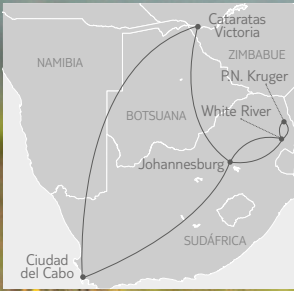 Cataratas
Victoria
ZIMBABUE
NAMIBIA
P.N. Kruger
BOTSUANA
White River
Johannesburg
SUDÁFRICA
Ciudad
del Cabo